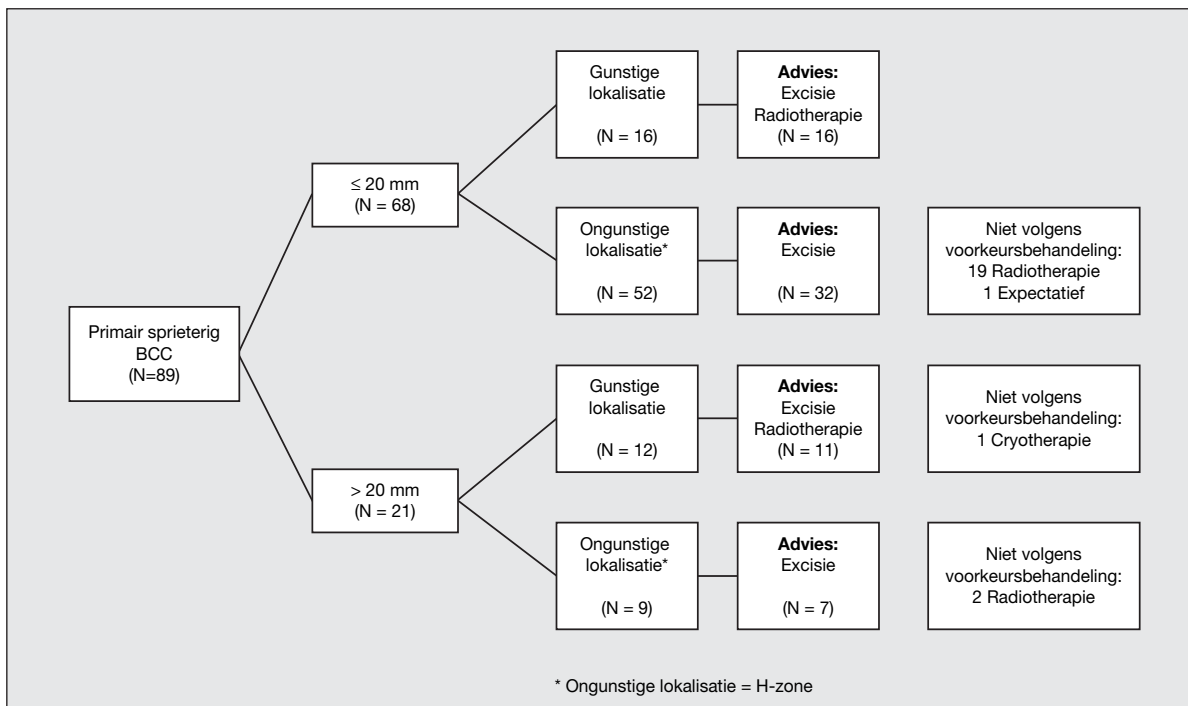 Primair sprieterig
BCC
(N=89)
≤ 20 mm
(N = 68)
Gunstige
lokalisatie
(N = 16)
Advies:
Excisie
Radiotherapie
(N = 16)
Ongunstige
lokalisatie*
(N = 52)
Advies:
Excisie
(N = 32)
Niet volgens
voorkeursbehandeling:
19 Radiotherapie
1 Expectatief
> 20 mm
(N = 21)
Gunstige
lokalisatie
(N = 12)
Advies:
Excisie
Radiotherapie
(N = 11)
Niet volgens
voorkeursbehandeling:
1 Cryotherapie
Ongunstige
lokalisatie*
(N = 9)
Advies:
Excisie
(N = 7)
Niet volgens
voorkeursbehandeling:
2 Radiotherapie
* Ongunstige lokalisatie = H-zone